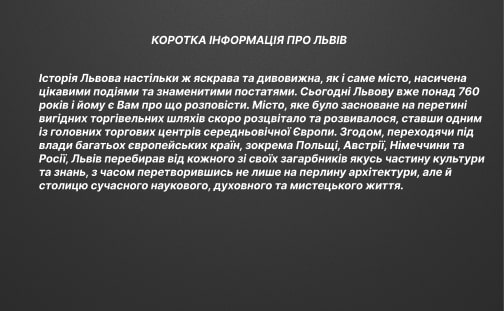 КОРОТКА ІНФОРМАЦІЯ ПРО ЛЬВІВ
Історія Львова настільки ж яскрава та дивовижна, як і саме місто, насичена
цікавими подіями та знаменитими постатями. Сьогодні Львову вже понад 760
років і йому є Вам про що розповісти. Місто, яке було засноване на перетині
вигідних торгівельних шляхів скоро розцвітало та розвивалося, ставши одним
із головних торгових центрів середньовічної Європи. Згодом, переходячи під
влади багатьох європейських країн, зокрема Польщі, Австрії, Німеччини та
Росії, Львів перебирав від кожного зі своїх загарбників якусь частину культури
та знань, з часом перетворившись не лише на перлину архітектури, але й
столицю сучасного наукового, духовного та мистецького життя.